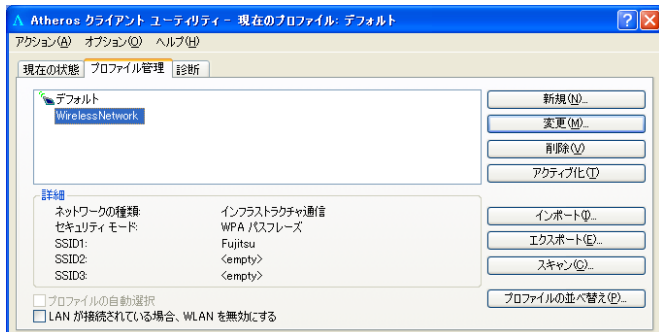 Atheros クライアント ユーティリティ - 現在のプロファイル: デフォルト
アクション(A) オプション(O) ヘルプ(H)
現在の状態 プロファイル管理 診断
デフォルト
WirelessNetwork
新規(N)...
変更(M)...
削除(V)
アクティブ化(T)
詳細
ネットワークの種類: インフラストラクチャ通信
セキュリティ モード: WPA パスフレーズ
SSID1: Fujitsu
SSID2: <empty>
SSID3: <empty>
インポート(I)...
エクスポート(E)...
スキャン(C)...
プロファイルの自動選択
LAN が接続されている場合、WLAN を無効にする
プロファイルの並べ替え(P)...